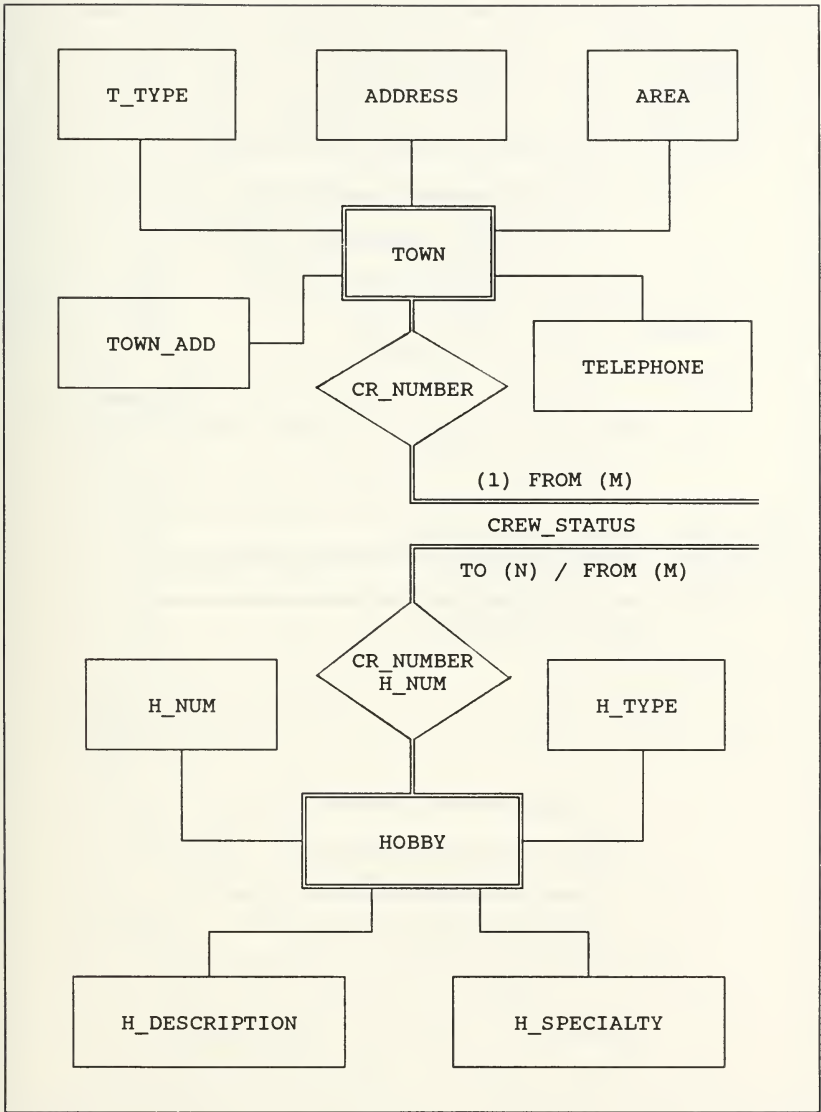 T_TYPE
ADDRESS
AREA
TOWN
TOWN_ADD
TELEPHONE
CR_NUMBER
(1) FROM (M)
CREW_STATUS
TO (N) / FROM (M)
CR_NUMBER
H_NUM
H_NUM
H_TYPE
HOBBY
H_DESCRIPTION
H_SPECIALTY